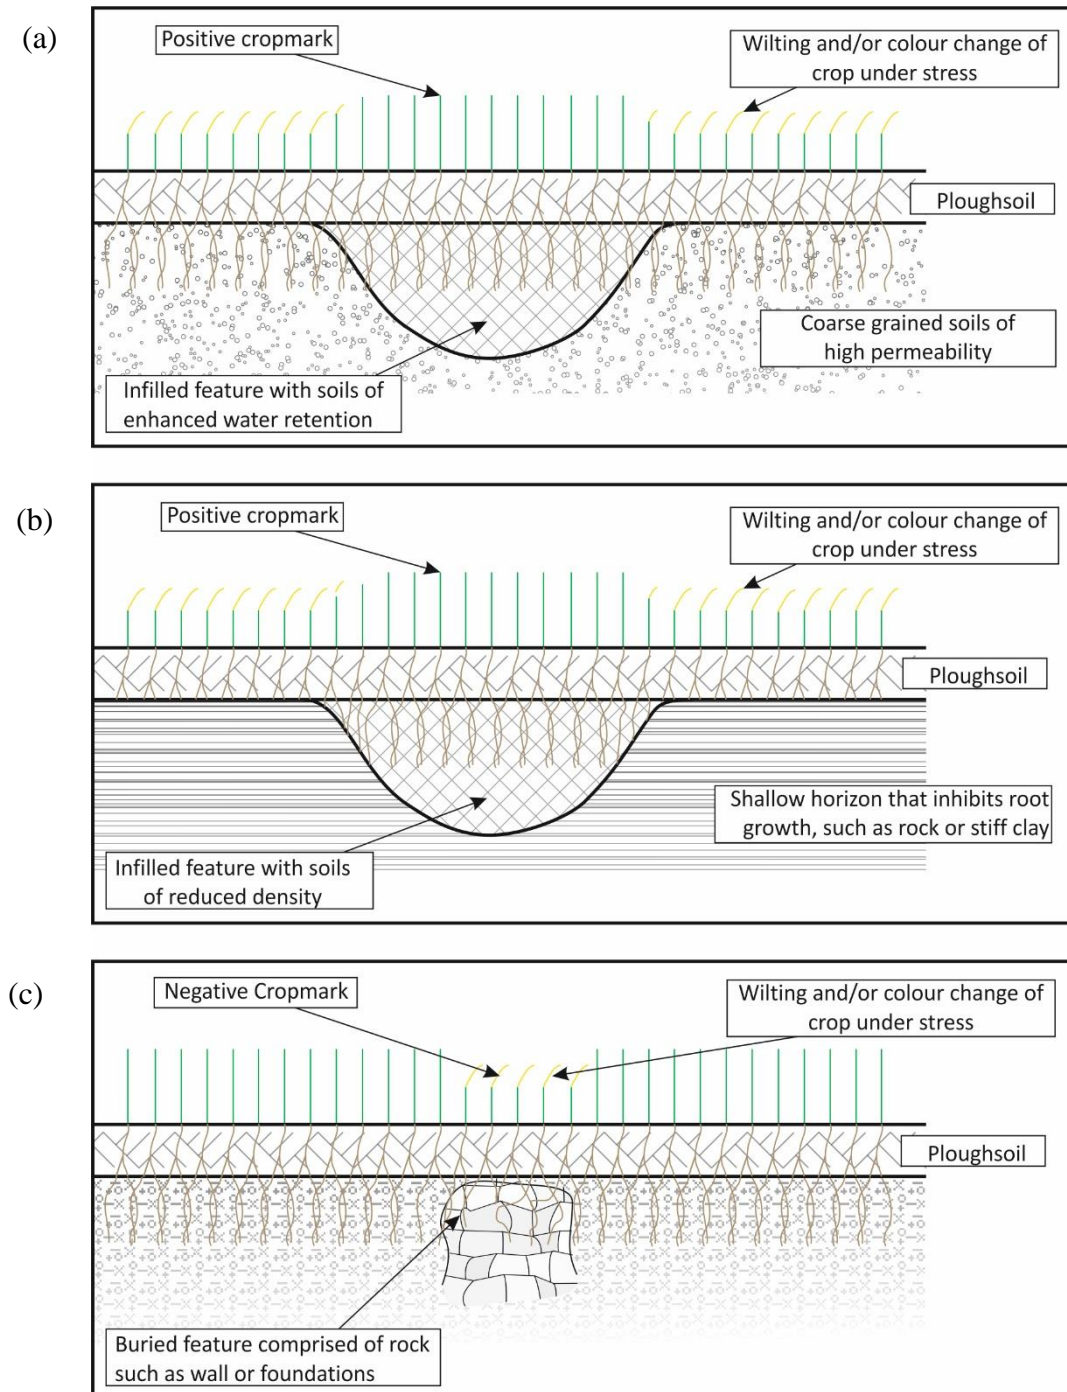 (a)
Positive cropmark
Wilting and/or colour change of
crop under stress
Ploughsoil
Coarse grained soils of
high permeability
Infilled feature with soils of
enhanced water retention
(b)
Positive cropmark
Wilting and/or colour change of
crop under stress
Ploughsoil
Shallow horizon that inhibits root
growth, such as rock or stiff clay
Infilled feature with soils
of reduced density
(c)
Negative Cropmark
Wilting and/or colour change of
crop under stress
Ploughsoil
Buried feature comprised of rock
such as wall or foundations